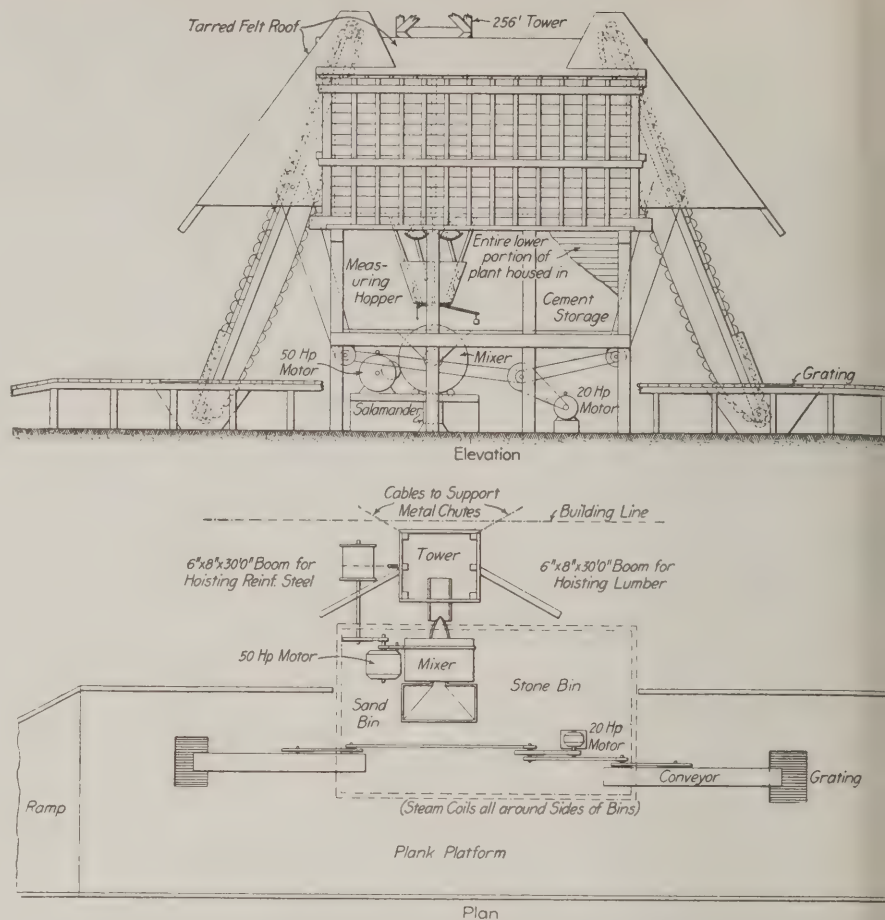 Tarred Felt Roof
256' Tower
Meas-
uring
Hopper
Entire lower
portion of
plant housed in
Cement
Storage
50 Hp
Motor
Mixer
Salamander
20 Hp
Motor
Grating
Elevation
Cables to Support
Metal Chutes
Building Line
Tower
6"x8"x30'0" Boom for
Hoisting Reinf. Steel
6"x8"x30'0" Boom for
Hoisting Lumber
50 Hp Motor
Mixer
Sand
Bin
Stone Bin
20 Hp
Motor
Conveyor
Grating
Ramp
(Steam Coils all around Sides of Bins)
Plank Platform
Plan